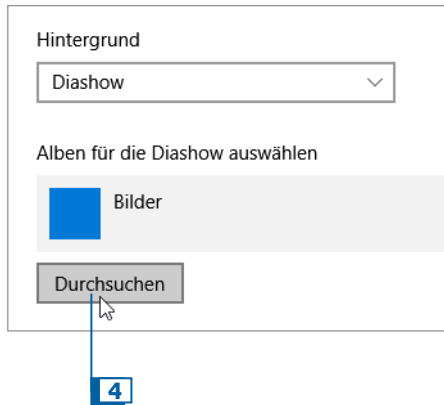 Hintergrund
Diashow
Alben für die Diashow auswählen
Bilder
Durchsuchen
4